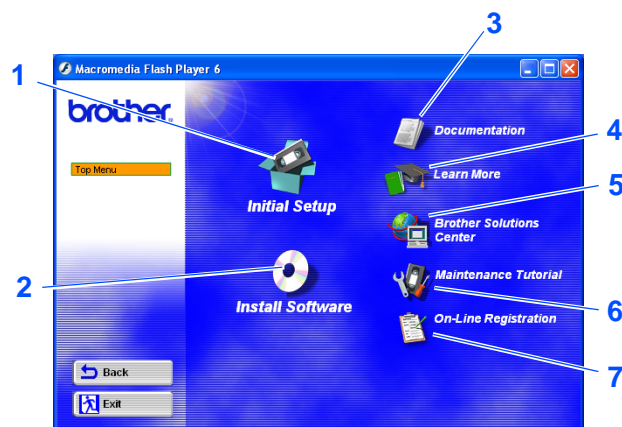 3
1
Macromedia Flash Player 6
brother.
Documentation
4
Top Menu
Learn More
5
Initial Setup
Brother Solutions
Center
2
Maintenance Tutorial
Install Software
6
On-Line Registration
7
Back
Exit